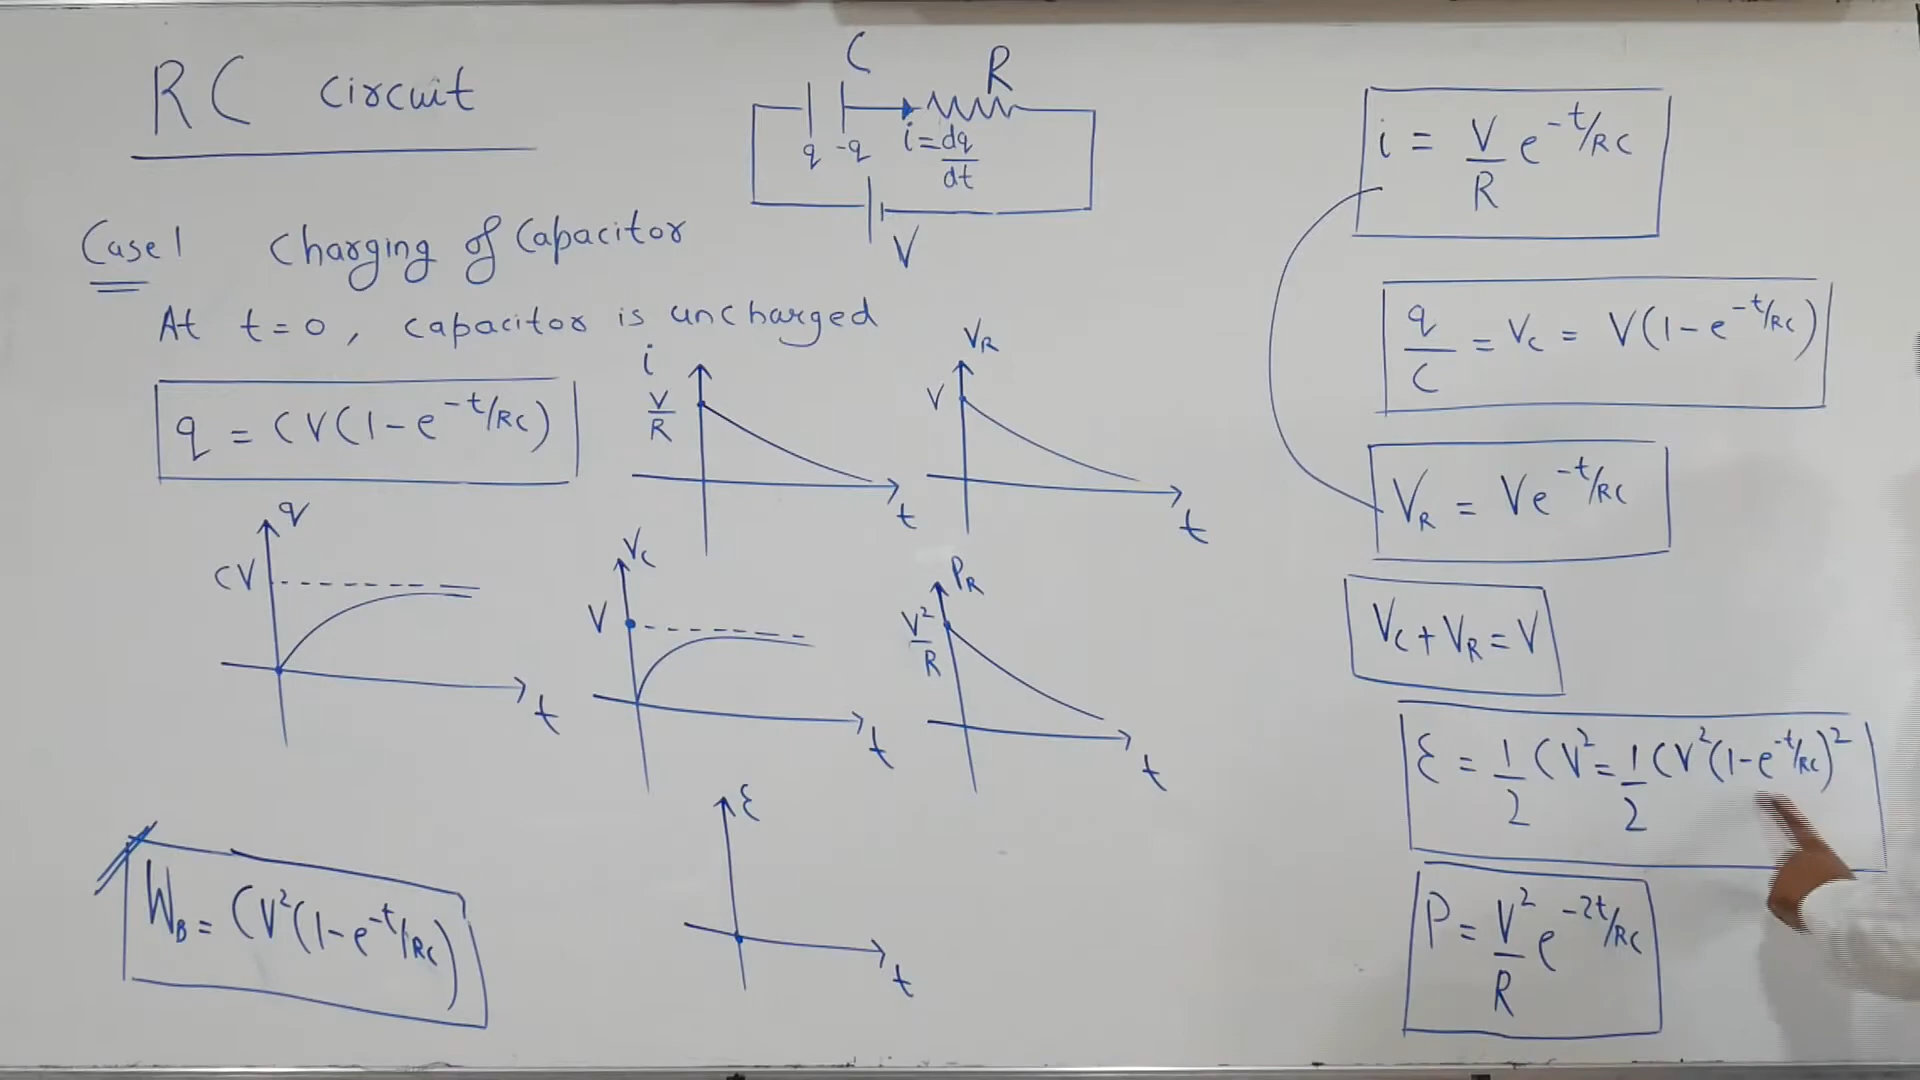 RC circuit
C
R
q -q
i = dq/dt
V
Case 1 Charging of Capacitor
At t = 0 , capacitor is uncharged
q = CV(1 - e^-t/RC)
i
V/R
t
V_R
V
t
q
CV
t
V_C
V
t
P_R
V²/R
t
W_B = CV²(1 - e^-t/RC)
ε
t
i = V/R e^-t/RC
q/C = V_C = V(1 - e^-t/RC)
V_R = Ve^-t/RC
V_C + V_R = V
ε = 1/2 CV² = 1/2 CV²(1 - e^-t/RC)²
P = V²/R e^-2t/RC